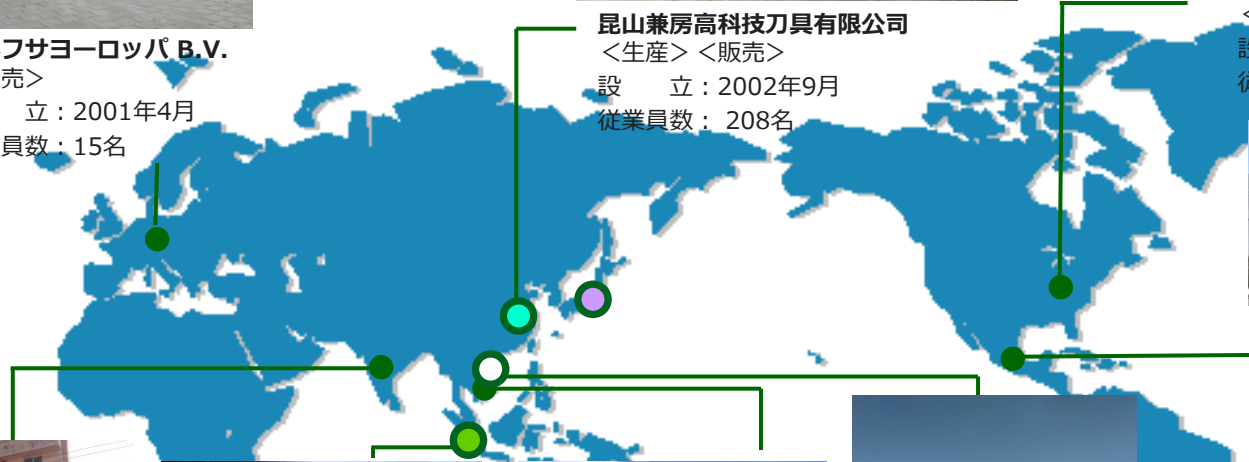 フサヨーロッパ B.V.
売＞
立：2001年4月
員数：15名
昆山兼房高科技刀具有限公司
＜生産＞＜販売＞
設　　立：2002年9月
従業員数： 208名
＜